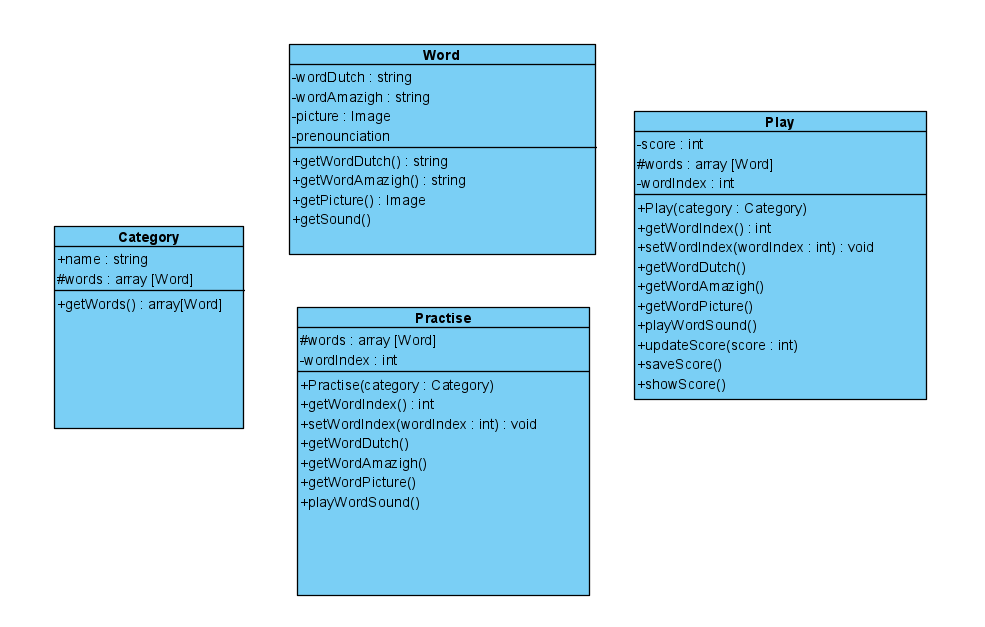 Word
-wordDutch : string
-wordAmazigh : string
-picture : Image
-prenounciation
+getWordDutch() : string
+getWordAmazigh() : string
+getPicture() : Image
+getSound()
Play
-score : int
#words : array [Word]
-wordIndex : int
+Play(category : Category)
+getWordIndex() : int
+setWordIndex(wordIndex : int) : void
+getWordDutch()
+getWordAmazigh()
+getWordPicture()
+playWordSound()
+updateScore(score : int)
+saveScore()
+showScore()
Category
+name : string
#words : array [Word]
+getWords() : array[Word]
Practise
#words : array [Word]
-wordIndex : int
+Practise(category : Category)
+getWordIndex() : int
+setWordIndex(wordIndex : int) : void
+getWordDutch()
+getWordAmazigh()
+getWordPicture()
+playWordSound()